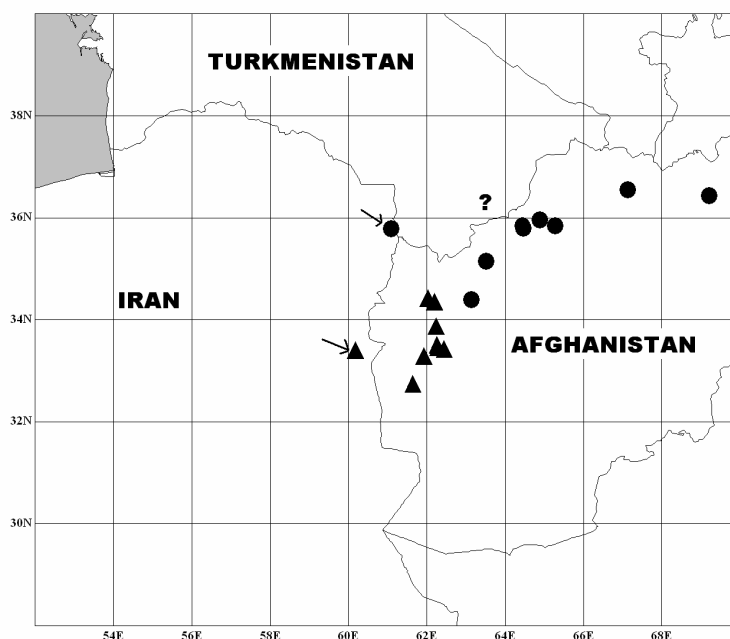 TURKMENISTAN
38N
?
36N
IRAN
34N
AFGHANISTAN
32N
30N
54E 56E 58E 60E 62E 64E 66E 68E